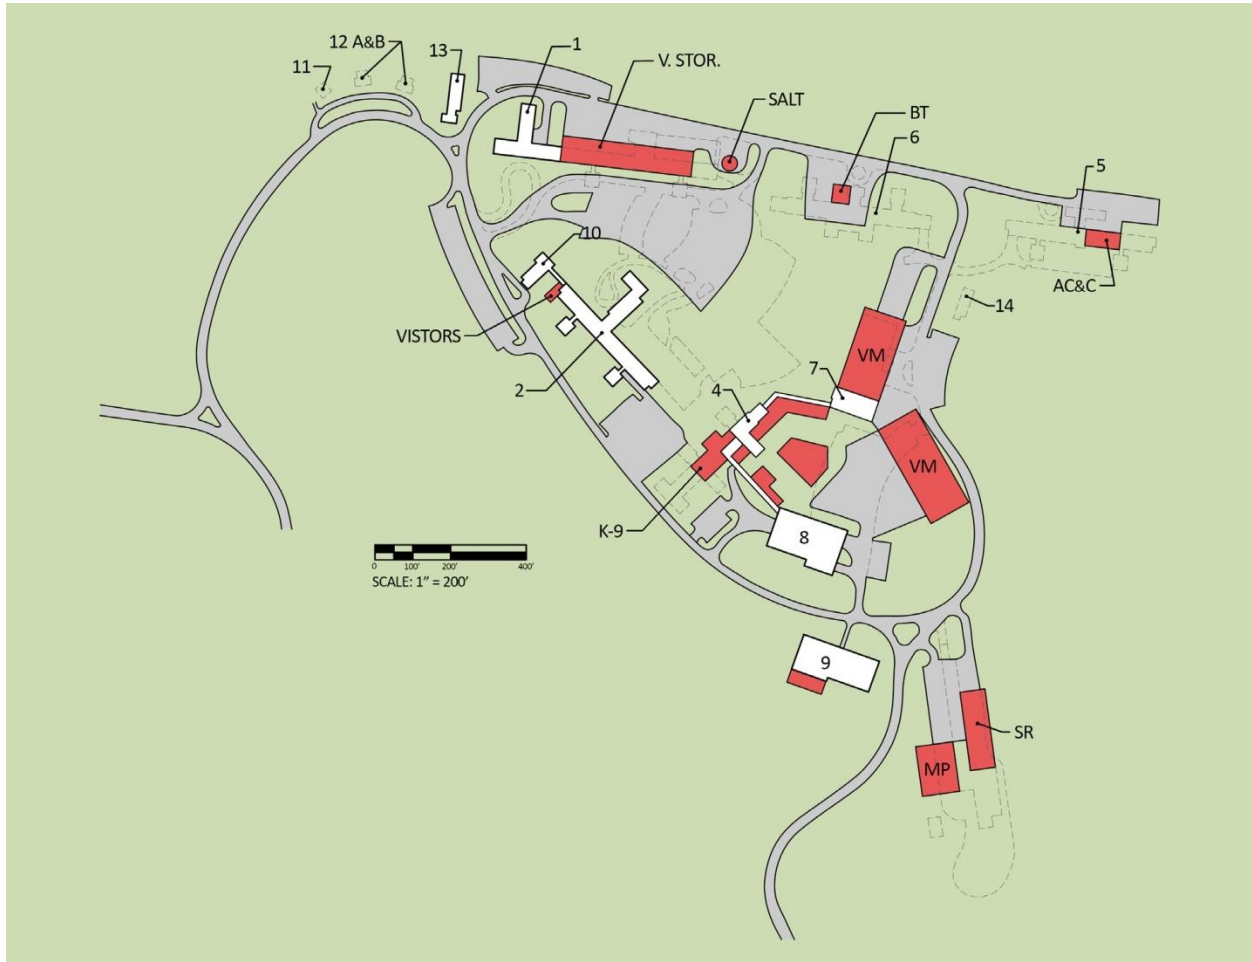 12 A&B
1
13
11
V. STOR.
SALT
BT
6
5
10
AC&C
14
VISTORS
VM
7
2
4
VM
K-9
8
0 100' 200' 400'
SCALE: 1" = 200'
9
SR
MP